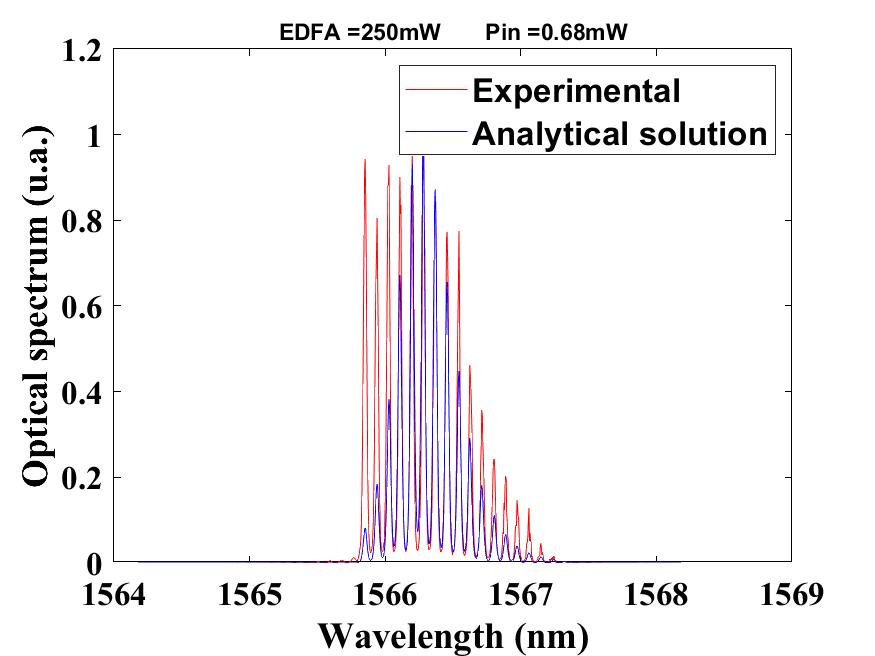 EDFA =250mW Pin =0.68mW
1.2
Experimental
Analytical solution
1
0.8
0.6
0.4
0.2
0
Optical spectrum (u.a.)
1564 1565 1566 1567 1568 1569
Wavelength (nm)